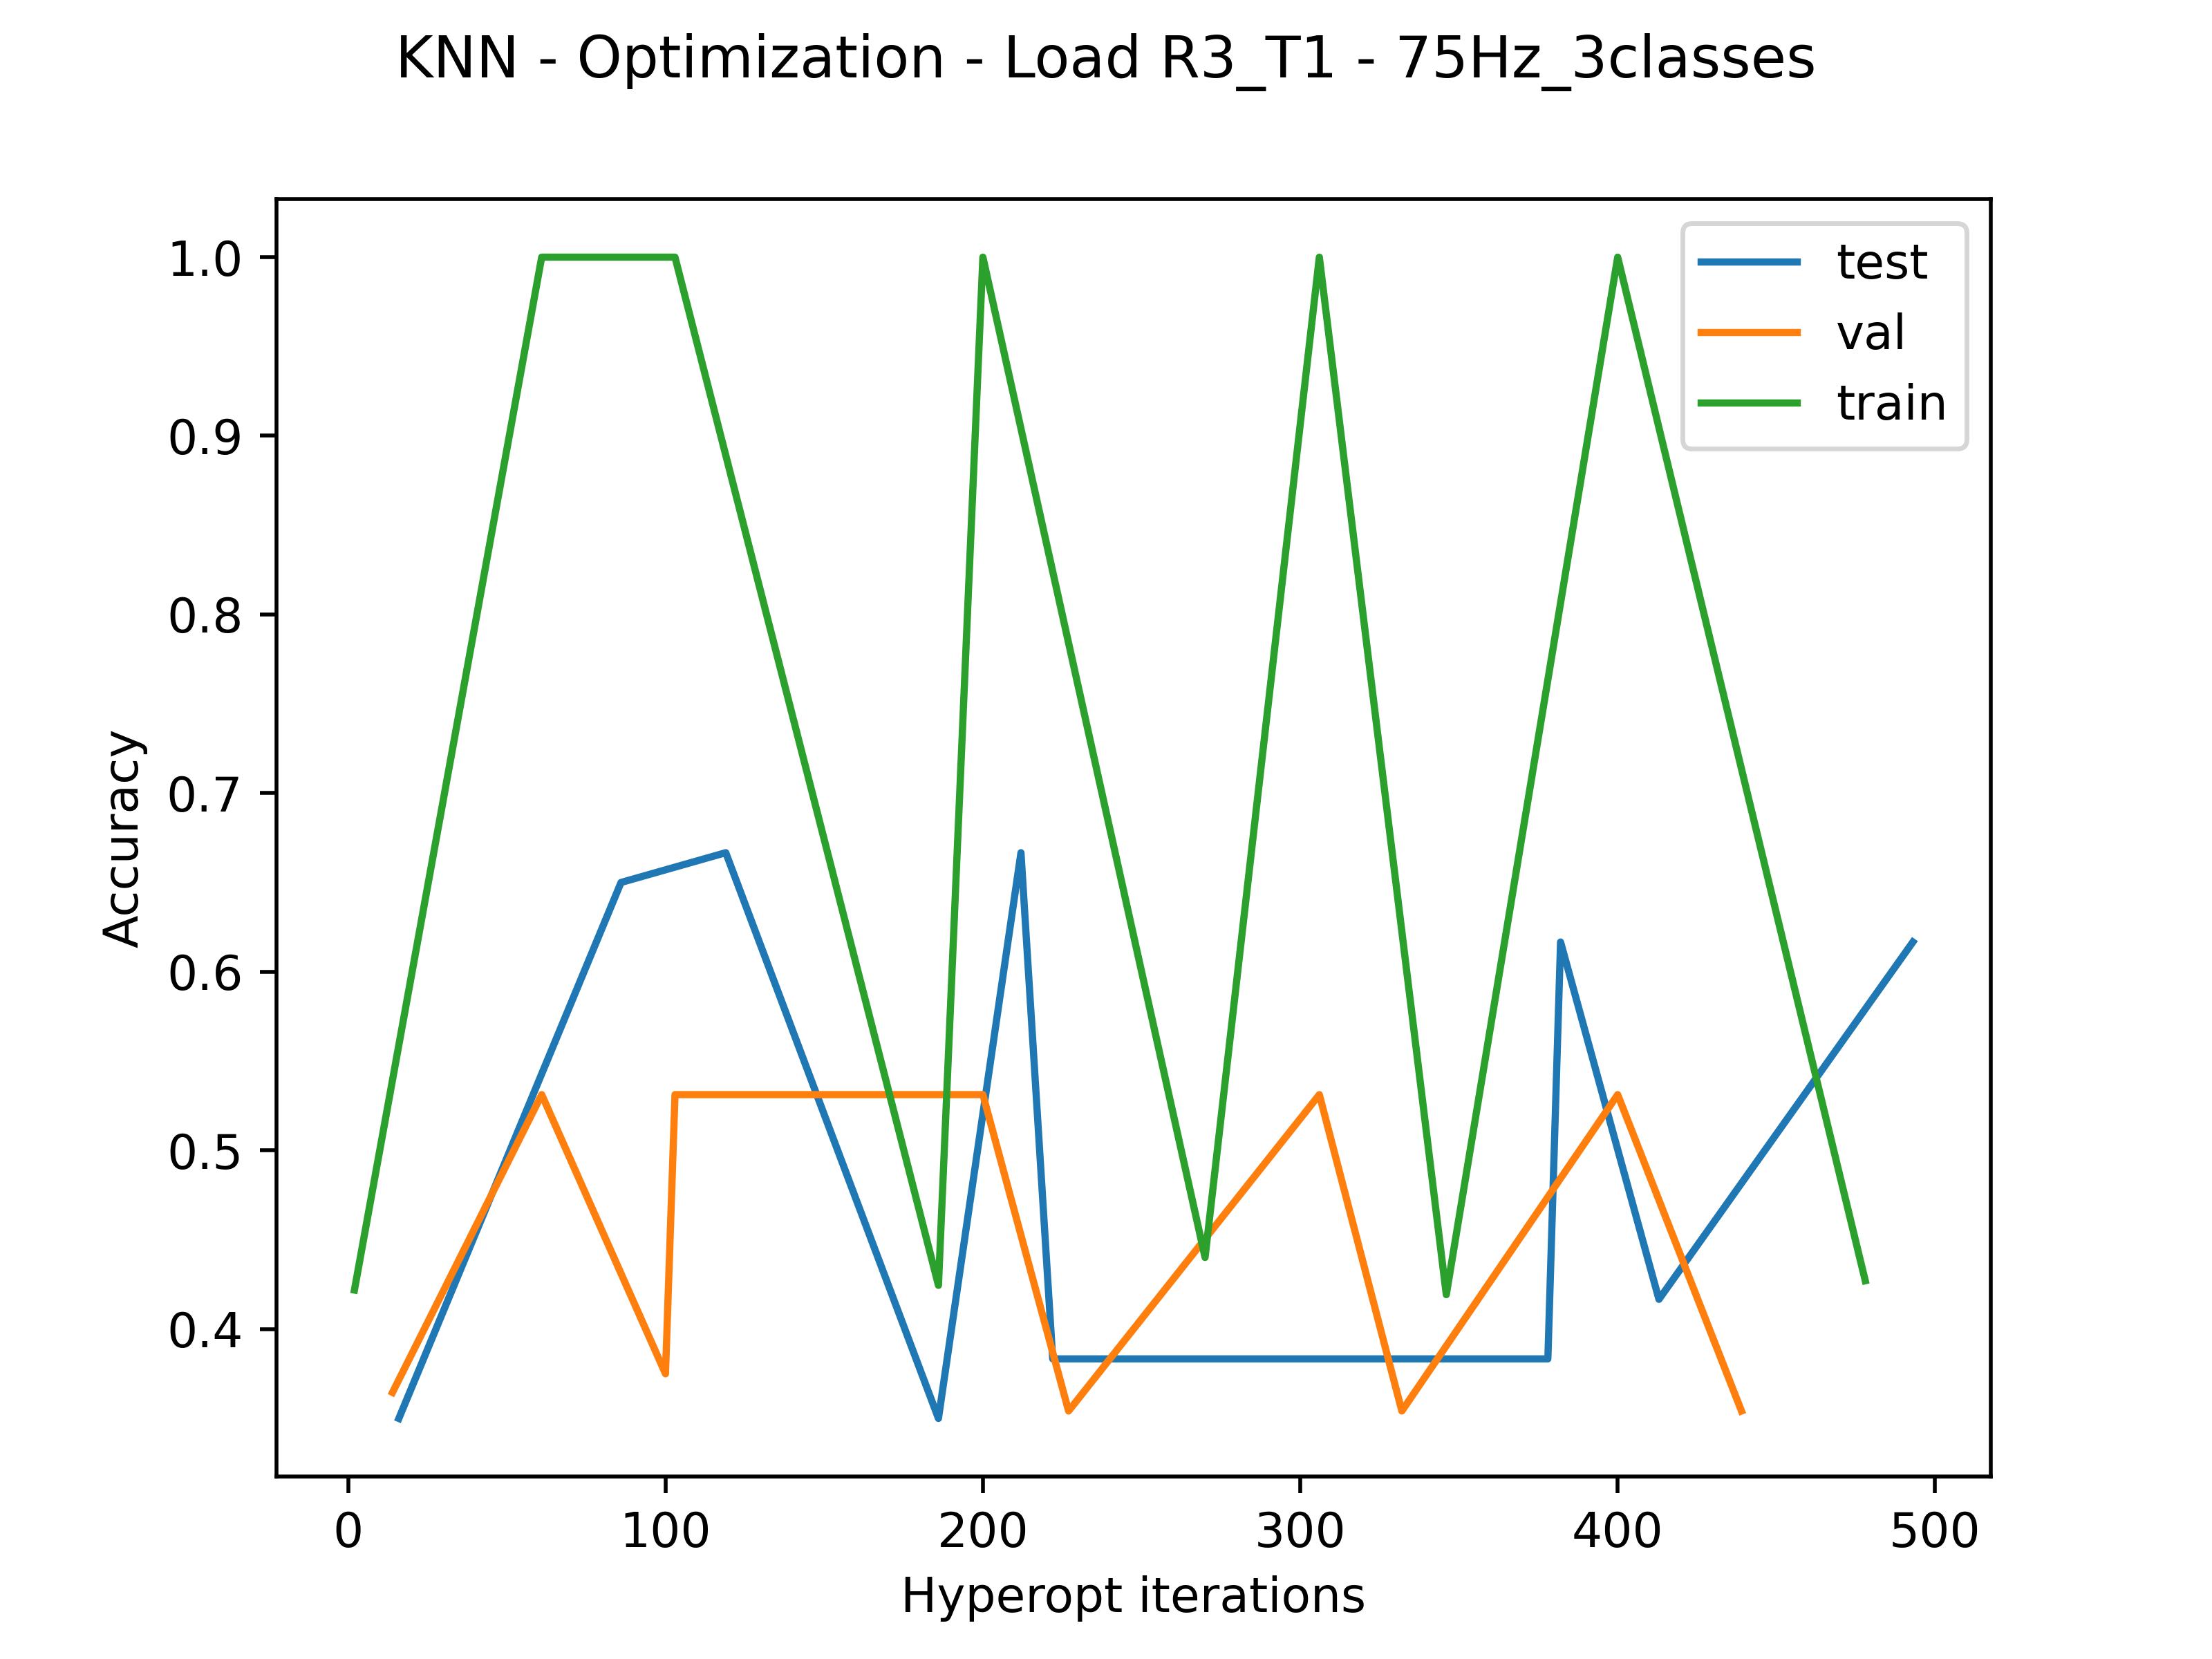 KNN - Optimization - Load R3_T1 - 75Hz_3classes
1.0
0.9
0.8
0.7
0.6
0.5
0.4
Accuracy
test
val
train
0 100 200 300 400 500
Hyperopt iterations